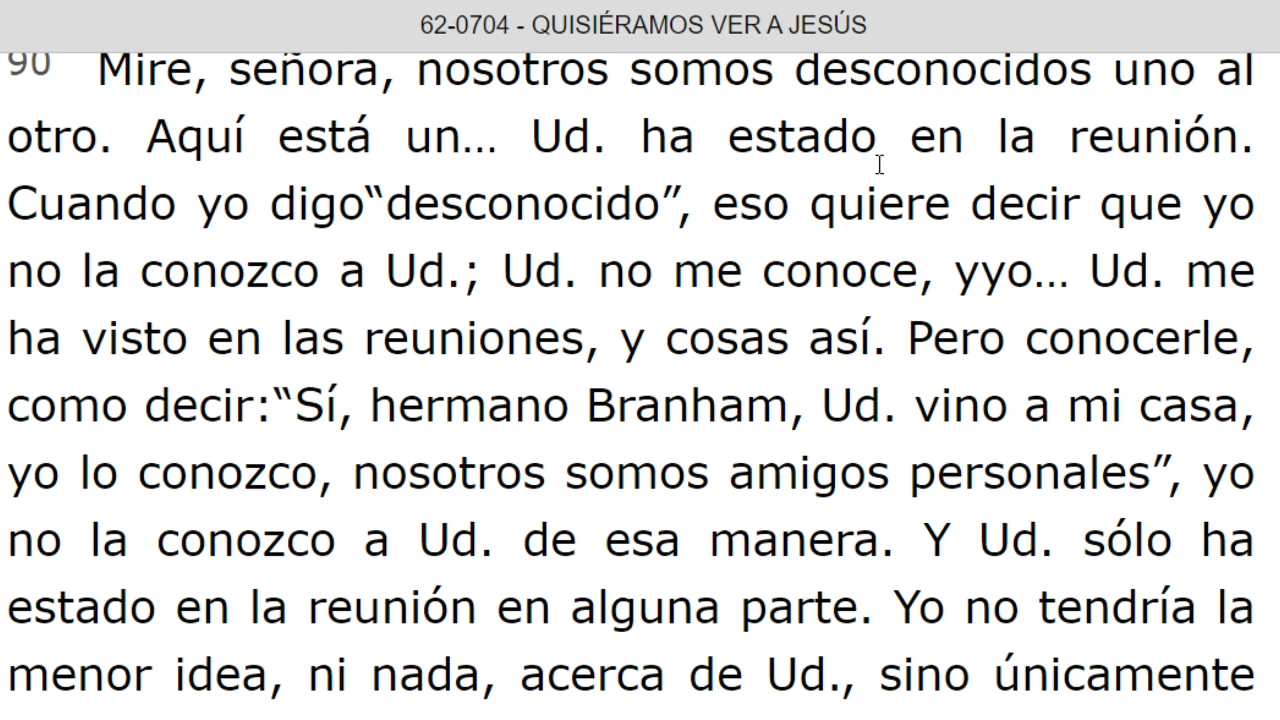 62-0704 - QUISIÉRAMOS VER A JESÚS
90 Mire, señora, nosotros somos desconocidos uno al
otro. Aquí está un... Ud. ha estado en la reunión.
Cuando yo digo“desconocido”, eso quiere decir que yo
no la conozco a Ud.; Ud. no me conoce, yyo... Ud. me
ha visto en las reuniones, y cosas así. Pero conocerle,
como decir:“Sí, hermano Branham, Ud. vino a mi casa,
yo lo conozco, nosotros somos amigos personales”, yo
no la conozco a Ud. de esa manera. Y Ud. sólo ha
estado en la reunión en alguna parte. Yo no tendría la
menor idea, ni nada, acerca de Ud., sino únicamente